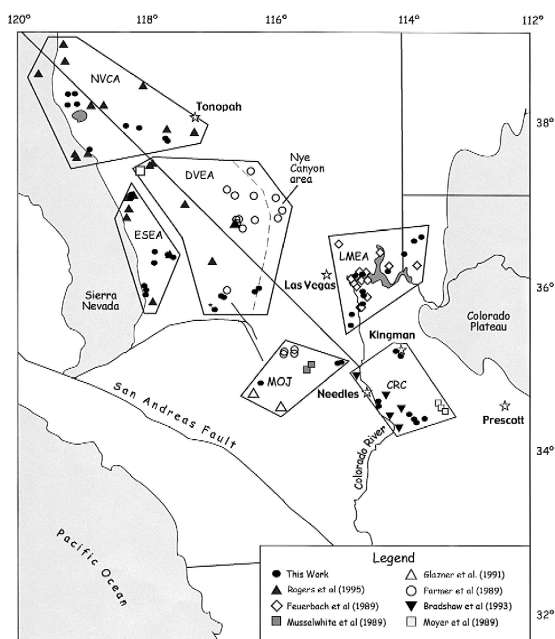 120° 118° 116° 114° 112°
NVCA
Tonopah
38°
Nye
Canyon
area
DVEA
ESEA
LMEA
Las Vegas
36°
Sierra
Nevada
Colorado
Plateau
Kingman
MOJ
Needles
CRC
San Andreas Fault
Prescott
34°
Colorado River
Pacific Ocean
Legend
This Work
Glazner et al. (1991)
Rogers et al (1995)
Farmer et al (1989)
Feuerbach et al (1989)
Bradshaw et al (1993)
Musselwhite et al (1989)
Moyer et al (1989)
32°